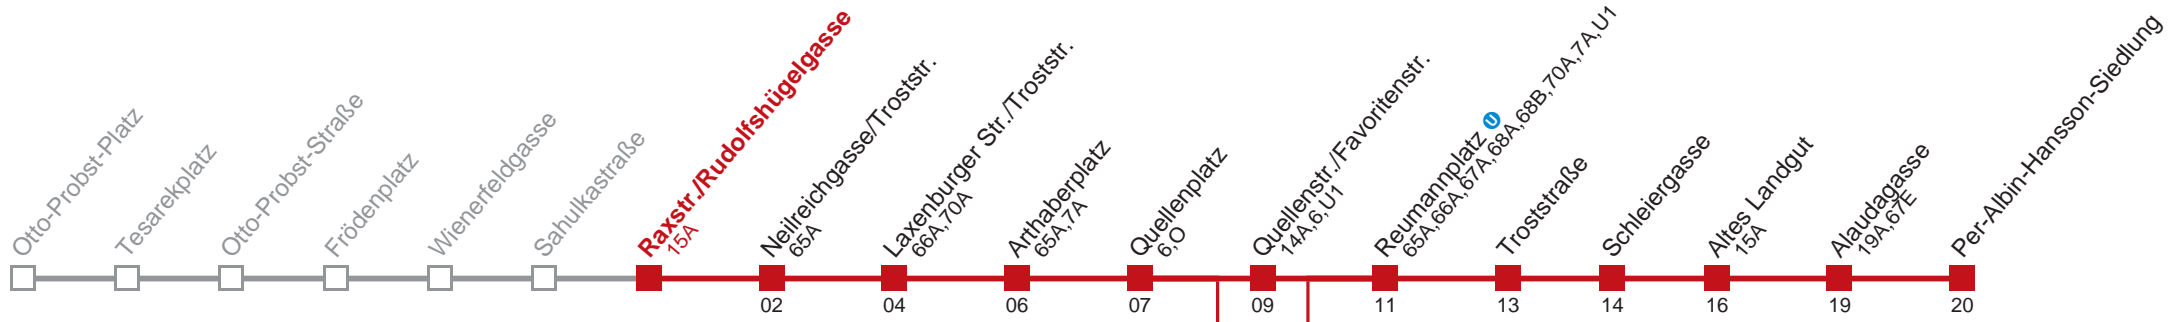 Otto-Probst-Platz
Tesarekplatz
Otto-Probst-Straße
Frödenplatz
Wienerfeldgasse
Sahulkastraße
Raxstr./Rudolfshügelgasse
15A
Neilreichgasse/Troststr.
65A
Laxenburger Str./Troststr.
66A,70A
Arthaberplatz
65A,7A
Quellenplatz
6,O
Quellenstr./Favoritenstr.
14A,6,U1
Reumannplatz U
65A,66A,67A,68A,68B,70A,7A,U1
Troststraße
Schleiergasse
Altes Landgut
15A
Alaudagasse
19A,67E
Per-Albin-Hansson-Siedlung
02
04
06
07
09
11
13
14
16
19
20